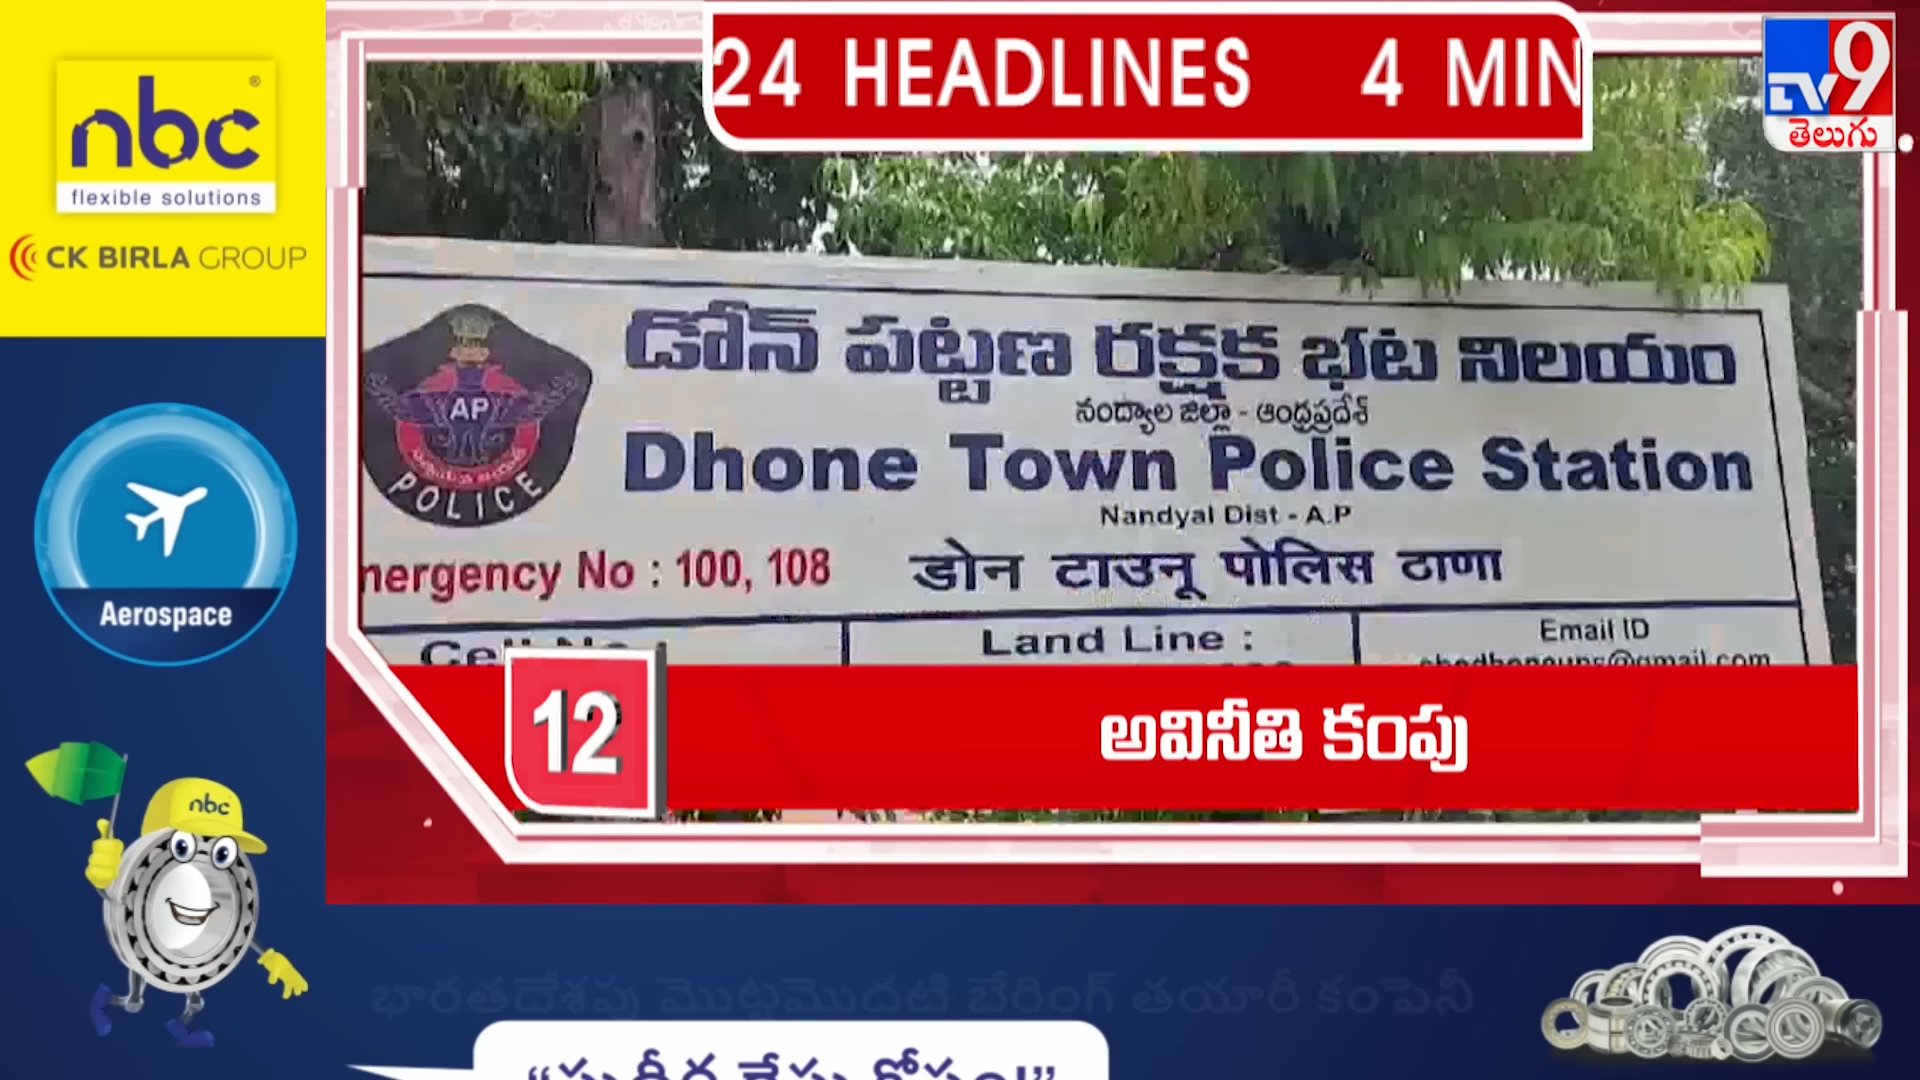 nbc
flexible solutions
CK BIRLA GROUP
Aerospace
nbc
24 HEADLINES 4 MIN
TV9
తెలుగు
డోన్ పట్టణ రక్షక భట నిలయం
నంద్యాల జిల్లా - ఆంధ్రప్రదేశ్
AP
POLICE
Dhone Town Police Station
Nandyal Dist - A.P
mergency No : 100, 108
डोन टाउनू पोलिस ठाणा
Land Line :
Email ID
12
అవినీతి కంపు
భారతదేశపు మొట్టమొదటి బేరింగ్ తయారీ కంపెనీ